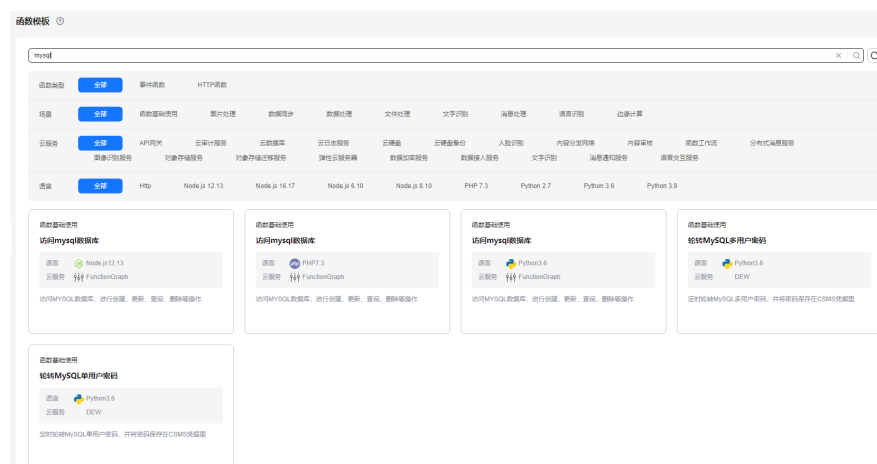 函数模板
mysql
函数类型 全部 事件函数 HTTP函数
场景 全部 函数基础使用 图片处理 数据同步 数据处理 文件处理 文字识别 消息处理 语音识别 边缘计算
云服务 全部 API网关 云审计服务 云数据库 云日志服务 云硬盘 云硬盘备份 人脸识别 内容分发网络 内容审核 函数工作流 分布式消息服务
图像识别服务 对象存储服务 对象存储迁移服务 弹性云服务器 数据加密服务 数据接入服务 文字识别 消息通知服务 语音交互服务
语言 全部 Http Node.js 12.13 Node.js 16.17 Node.js 6.10 Node.js 8.10 PHP 7.3 Python 2.7 Python 3.6 Python 3.9
函数基础使用
访问mysql数据库
语言 Node.js12.13
云服务 FunctionGraph
访问MYSQL数据库，进行创建、更新、查询、删除等操作
函数基础使用
访问mysql数据库
语言 php PHP7.3
云服务 FunctionGraph
访问MYSQL数据库，进行创建、更新、查询、删除等操作
函数基础使用
访问mysql数据库
语言 Python3.6
云服务 FunctionGraph
访问MYSQL数据库，进行创建、更新、查询、删除等操作
函数基础使用
轮转MySQL多用户密码
语言 Python3.6
云服务 DEW
定时轮转MySQL多用户密码，并将密码保存在CSMS凭据里
函数基础使用
轮转MySQL单用户密码
语言 Python3.6
云服务 DEW
定时轮转MySQL单用户密码，并将密码保存在CSMS凭据里